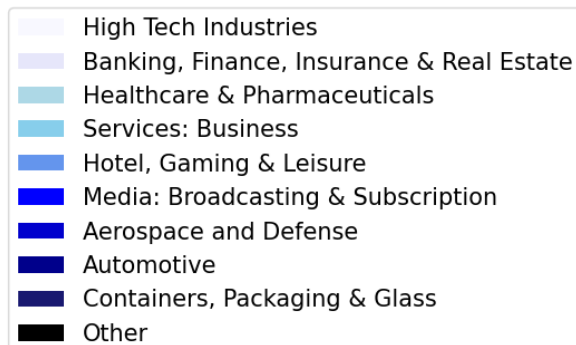 High Tech Industries
Banking, Finance, Insurance & Real Estate
Healthcare & Pharmaceuticals
Services: Business
Hotel, Gaming & Leisure
Media: Broadcasting & Subscription
Aerospace and Defense
Automotive
Containers, Packaging & Glass
Other